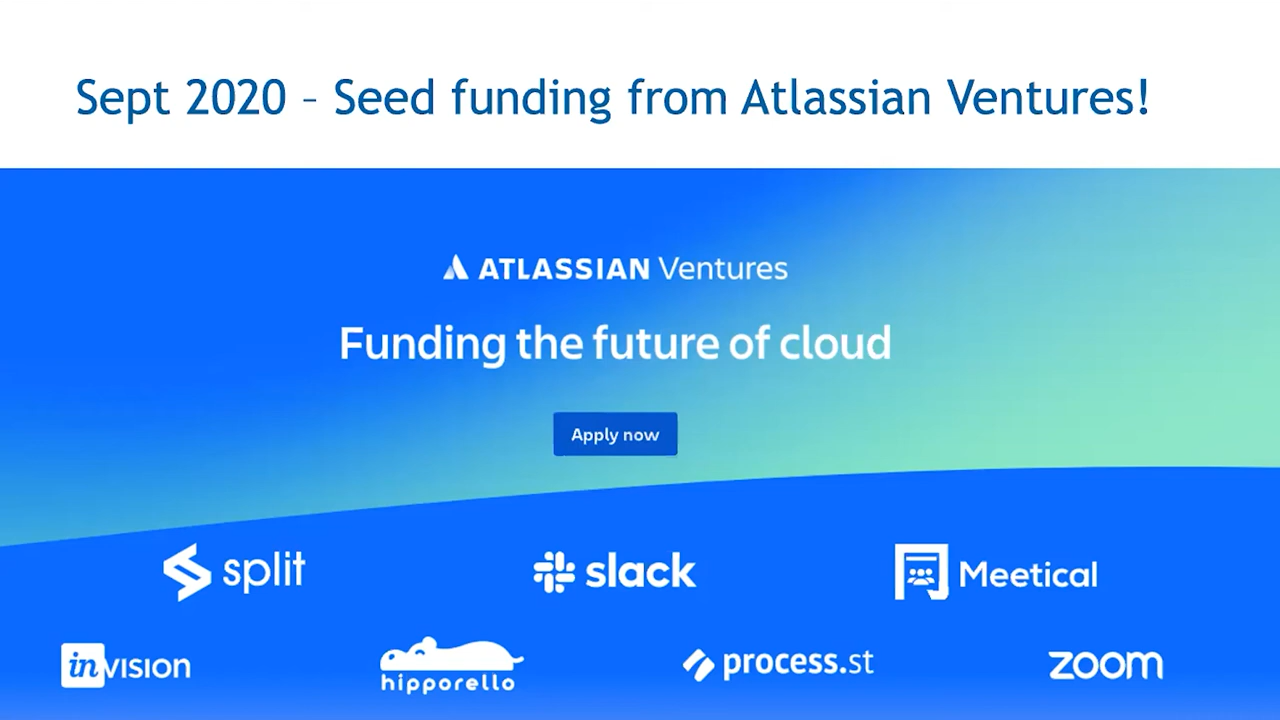 Sept 2020 – Seed funding from Atlassian Ventures!
ATLASSIAN Ventures
Funding the future of cloud
Apply now
split
slack
Meetical
inVISION
hipporello
process.st
zoom